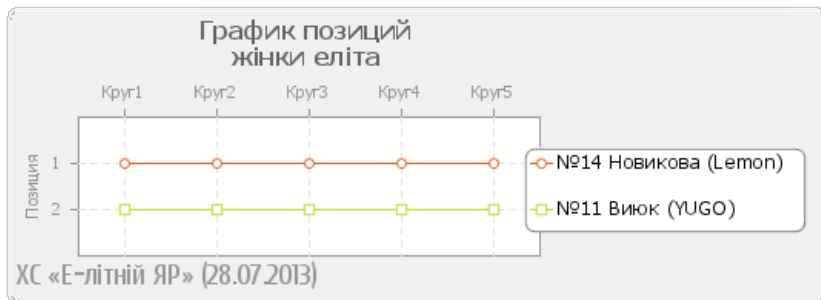 График позиций
жінки еліта
Круг1 Круг2 Круг3 Круг4 Круг5
Позиция
1
2
№14 Новикова (Lemon)
№11 Виюк (YUGO)
ХС «Е-літній ЯР» (28.07.2013)